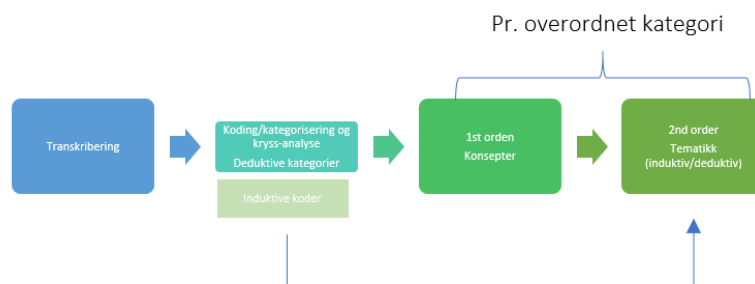 Pr. overordnet kategori
Transkribering
Koding/kategorisering og
kryss-analyse
Deduktive kategorier
Induktive koder
1st orden
Konsepter
2nd order
Tematikk
(induktiv/deduktiv)